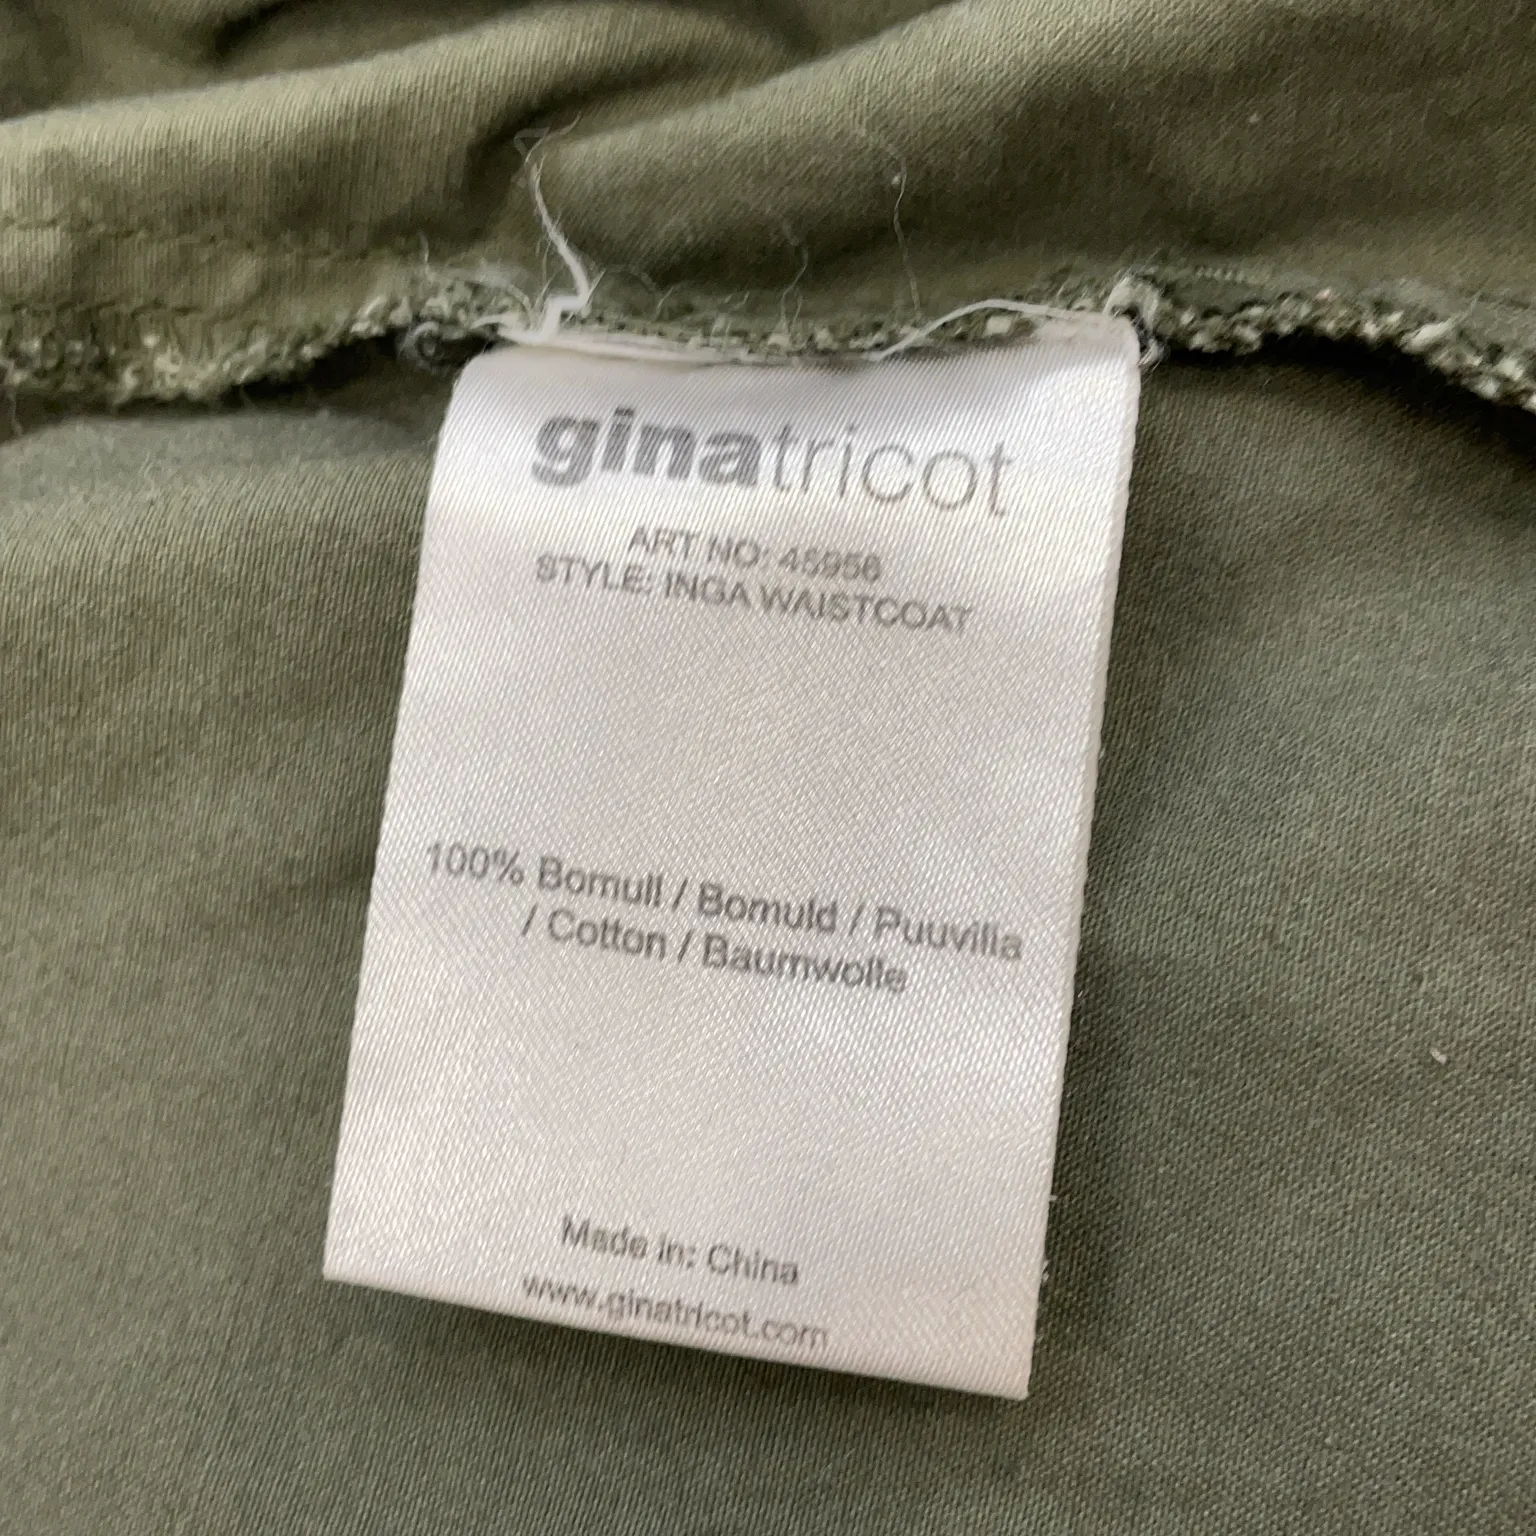 ginatricot
ART NO: 45956
STYLE: INGA WAISTCOAT
100% Bomull / Bomuld / Puuvilla
/ Cotton / Baumwolle
Made in: China
www.ginatricot.com